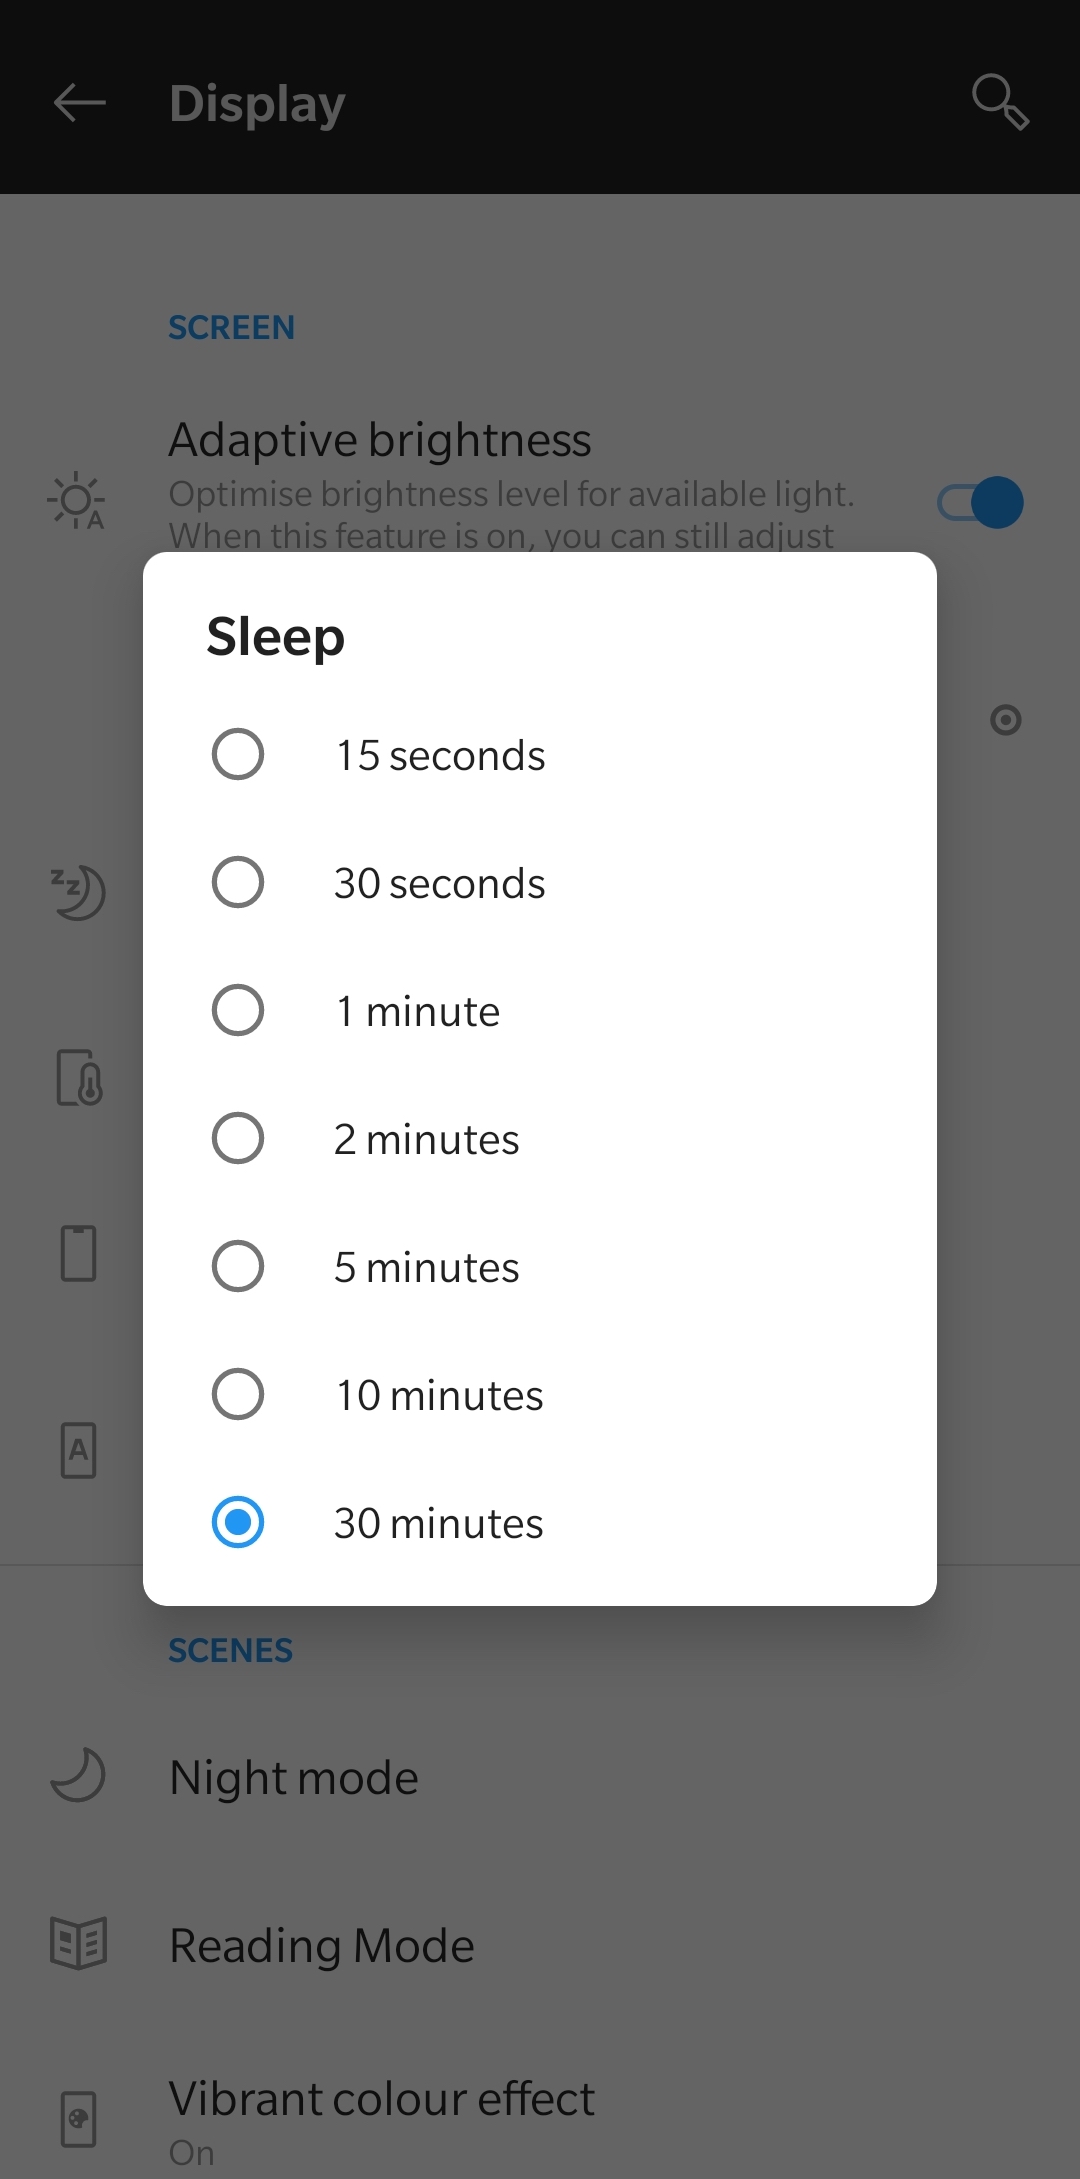 Display
SCREEN
Adaptive brightness
Optimise brightness level for available light.
When this feature is on, you can still adjust
Sleep
15 seconds
30 seconds
1 minute
2 minutes
5 minutes
10 minutes
30 minutes
SCENES
Night mode
Reading Mode
Vibrant colour effect
On